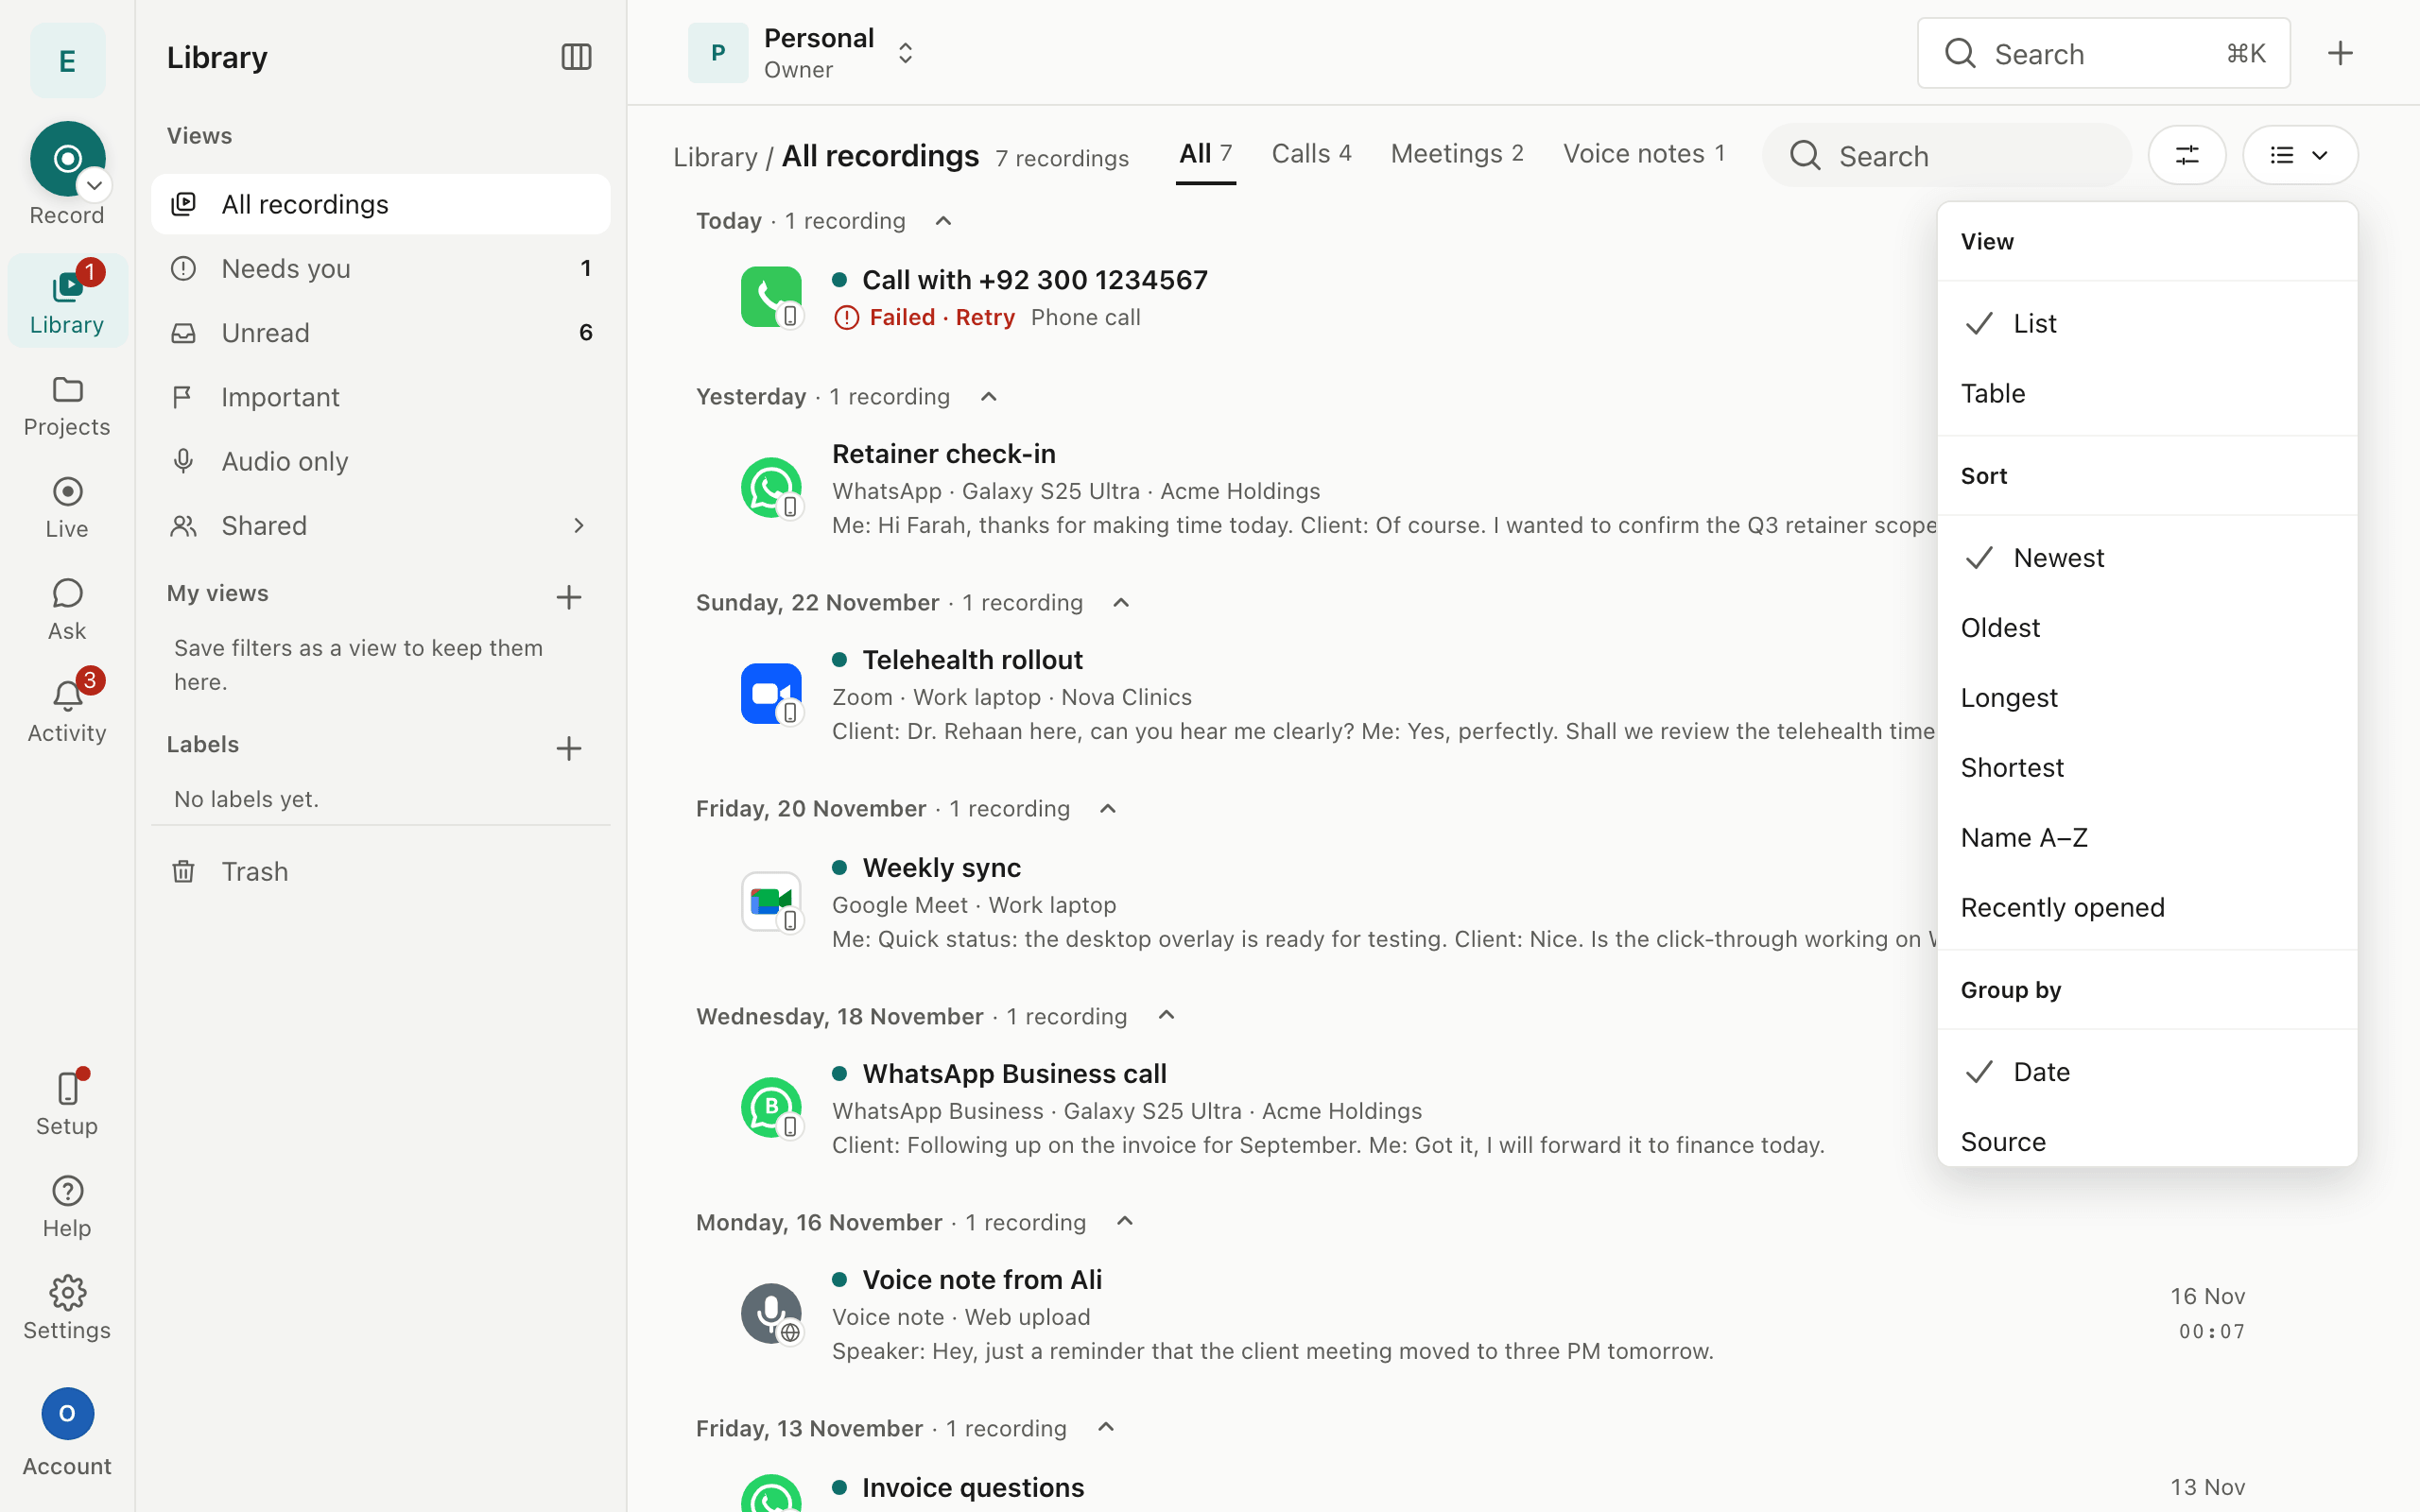 E
Record
1
Library
Projects
Live
Ask
3
Activity
Setup
Help
Settings
O
Account
Library
Views
All recordings
Needs you 1
Unread 6
Important
Audio only
Shared
My views
Save filters as a view to keep them
here.
Labels
No labels yet.
Trash
P
Personal
Owner
Search ⌘K
Library / All recordings 7 recordings
All 7 Calls 4 Meetings 2 Voice notes 1
Search
Today · 1 recording
Call with +92 300 1234567
Failed · Retry Phone call
Yesterday · 1 recording
Retainer check-in
WhatsApp · Galaxy S25 Ultra · Acme Holdings
Me: Hi Farah, thanks for making time today. Client: Of course. I wanted to confirm the Q3 retainer scope
Sunday, 22 November · 1 recording
Telehealth rollout
Zoom · Work laptop · Nova Clinics
Client: Dr. Rehaan here, can you hear me clearly? Me: Yes, perfectly. Shall we review the telehealth time
Friday, 20 November · 1 recording
Weekly sync
Google Meet · Work laptop
Me: Quick status: the desktop overlay is ready for testing. Client: Nice. Is the click-through working on
Wednesday, 18 November · 1 recording
B
WhatsApp Business call
WhatsApp Business · Galaxy S25 Ultra · Acme Holdings
Client: Following up on the invoice for September. Me: Got it, I will forward it to finance today.
Monday, 16 November · 1 recording
Voice note from Ali
Voice note · Web upload
Speaker: Hey, just a reminder that the client meeting moved to three PM tomorrow.
16 Nov
00:07
Friday, 13 November · 1 recording
Invoice questions
13 Nov
View
List
Table
Sort
Newest
Oldest
Longest
Shortest
Name A–Z
Recently opened
Group by
Date
Source